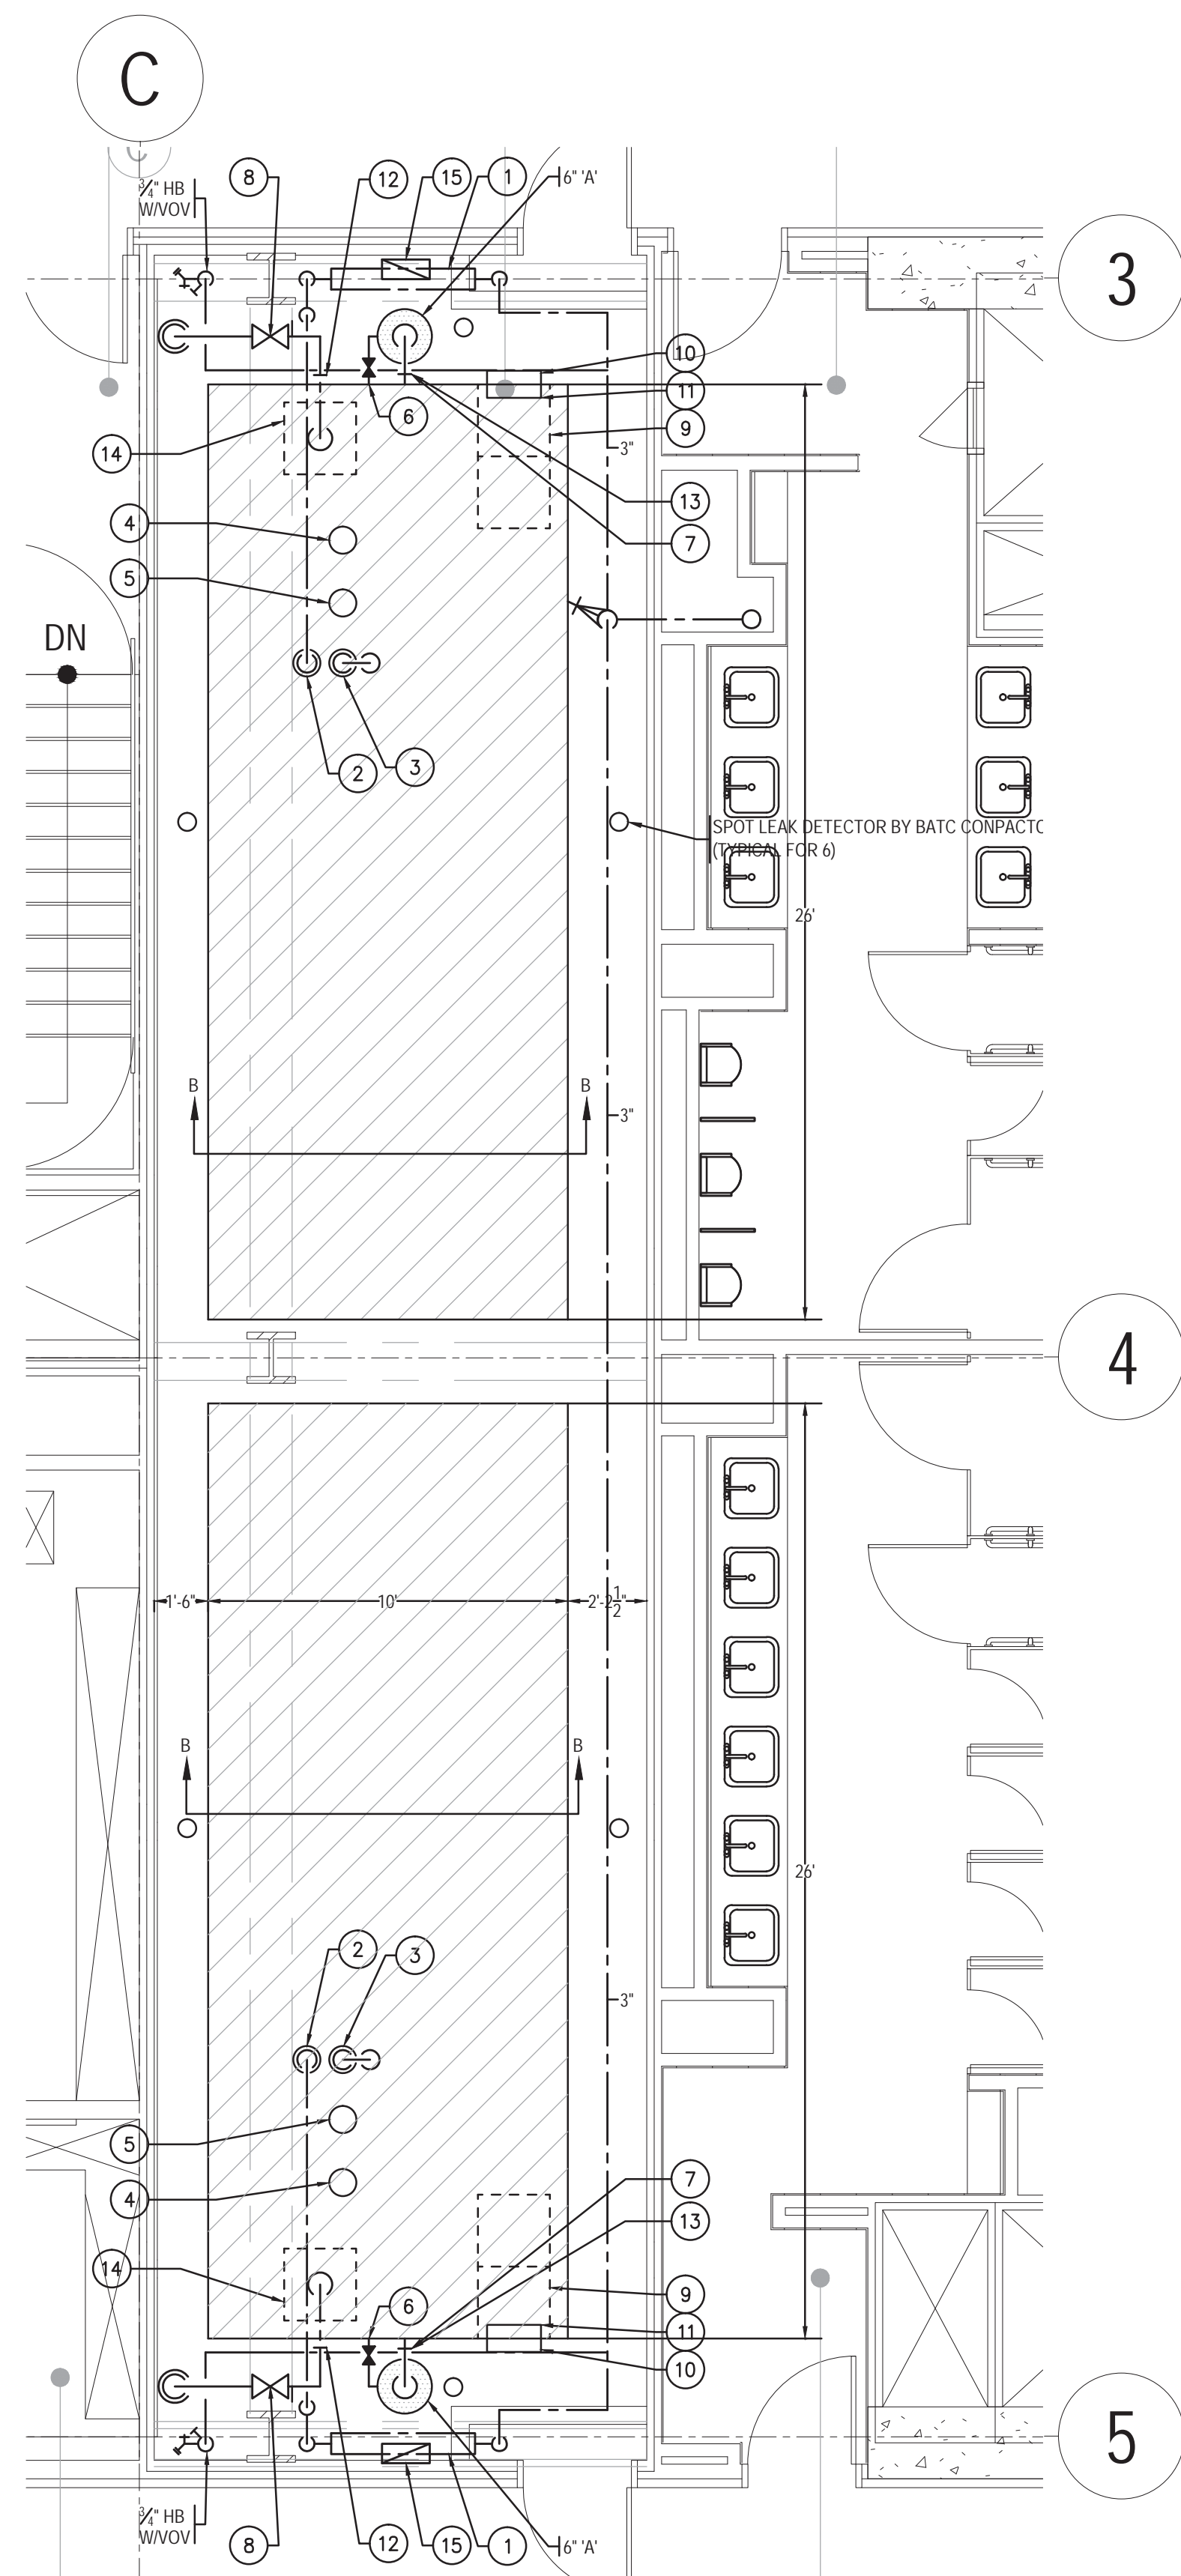 C
C
3/4" HB
W/VOV
8
12
15
1
6" 'A'
3
10
11
9
6
14
3"
13
7
4
5
DN
2
3
SPOT LEAK DETECTOR BY BATC CONPACTO
(TYPICAL FOR 6)
26'
B
B
3"
4
1'-6"
10'
2'-2 1/2"
B
B
26'
2
3
3"
5
4
7
13
14
6
9
11
10
5
3/4" HB
W/VOV
8
12
15
1
6" 'A'